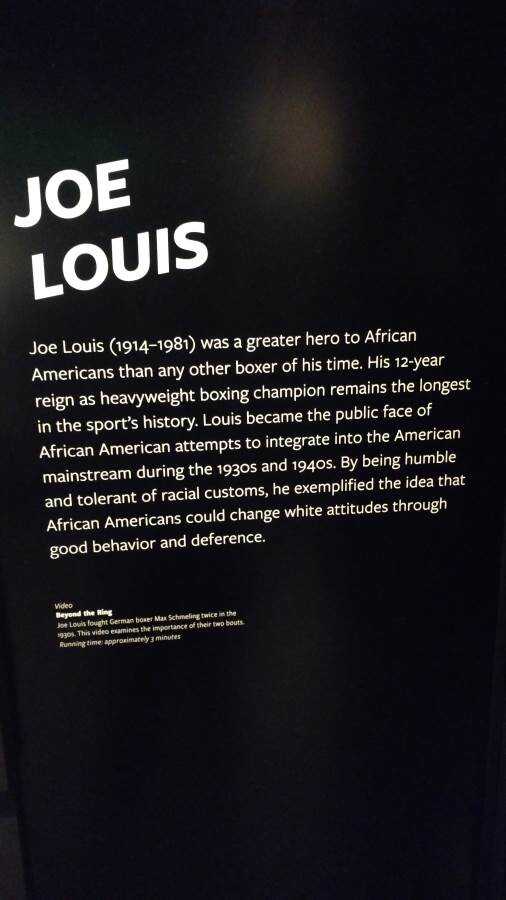 JOE
LOUIS
Joe Louis (1914–1981) was a greater hero to African
Americans than any other boxer of his time. His 12-year
reign as heavyweight boxing champion remains the longest
in the sport's history. Louis became the public face of
African American attempts to integrate into the American
mainstream during the 1930s and 1940s. By being humble
and tolerant of racial customs, he exemplified the idea that
African Americans could change white attitudes through
good behavior and deference.
Video
Beyond the Ring
Joe Louis fought German boxer Max Schmeling twice in the
1930s. This video examines the importance of their two bouts.
Running time: approximately 3 minutes